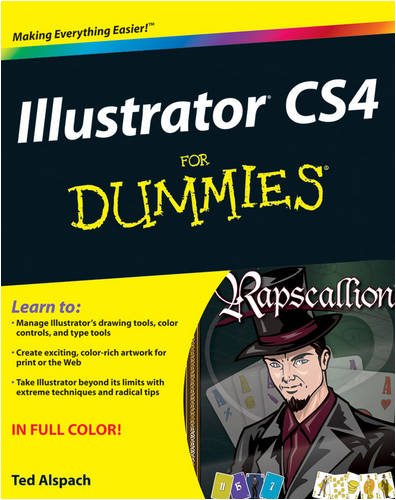 Making Everything Easier!™
Illustrator® CS4
FOR
DUMMIES®
Learn to:
• Manage Illustrator's drawing tools, color
controls, and type tools
• Create exciting, color-rich artwork for
print or the Web
• Take Illustrator beyond its limits with
extreme techniques and radical tips
IN FULL COLOR!
Ted Alspach
Rapscallion